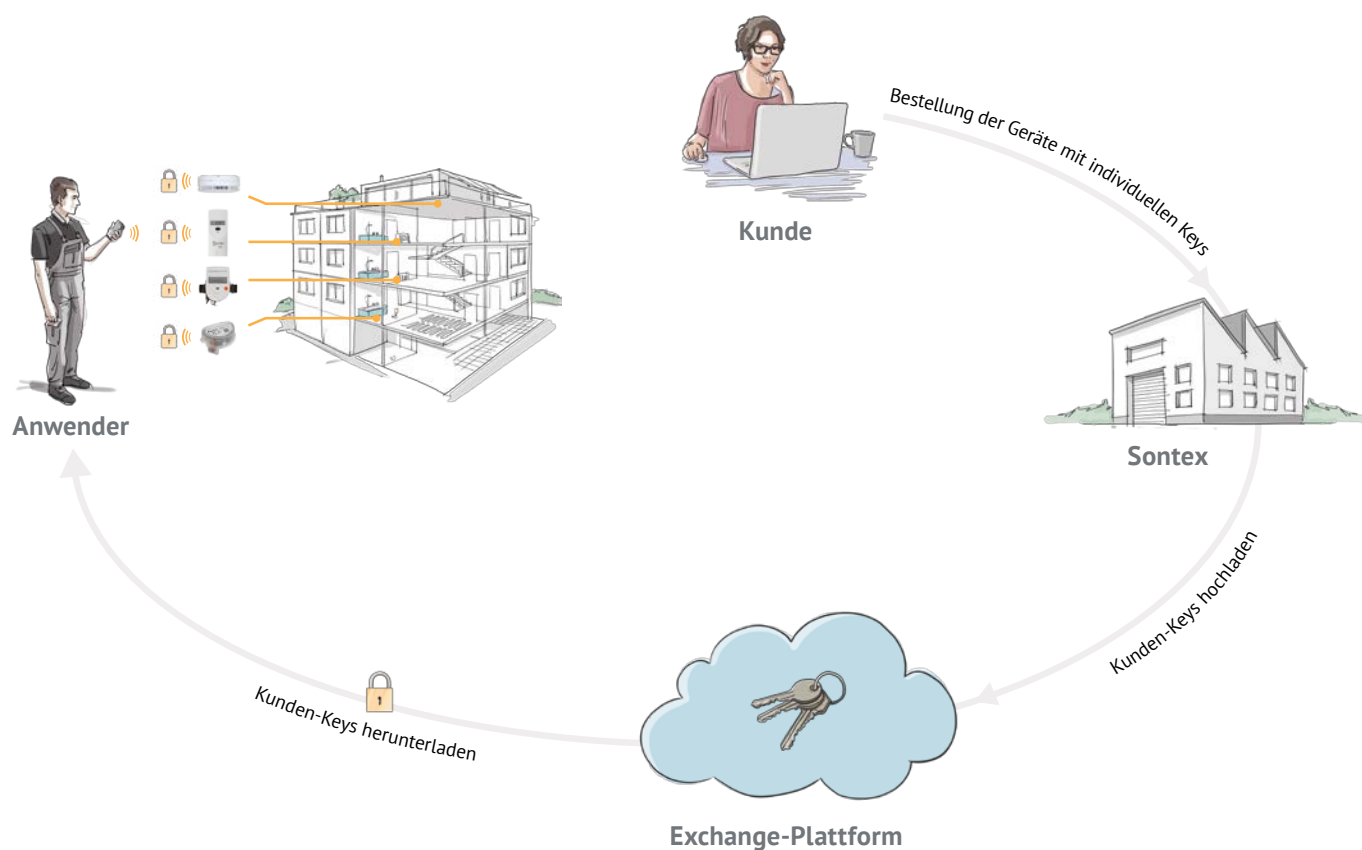 Bestellung der Geräte mit individuellen Keys
Kunde
Anwender
Sontex
Kunden-Keys hochladen
Kunden-Keys herunterladen
Exchange-Plattform